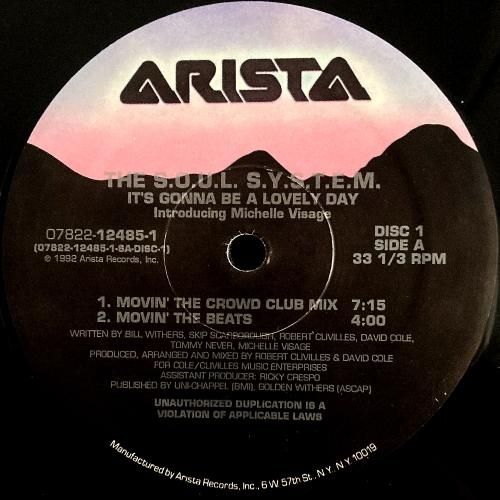 ARISTA
THE S.O.U.L. S.Y.S.T.E.M.
IT'S GONNA BE A LOVELY DAY
Introducing Michelle Visage
07822-12485-1
(07822-12485-1-SA-DISC-1)
℗ 1992 Arista Records, Inc.
DISC 1
SIDE A
33 1/3 RPM
1. MOVIN' THE CROWD CLUB MIX 7:15
2. MOVIN' THE BEATS 4:00
WRITTEN BY BILL WITHERS, SKIP SCARBOROUGH, ROBERT CLIVILLES, DAVID COLE,
TOMMY NEVER, MICHELLE VISAGE
PRODUCED, ARRANGED AND MIXED BY ROBERT CLIVILLES & DAVID COLE
FOR COLE/CLIVILLES MUSIC ENTERPRISES
ASSISTANT PRODUCER: RICKY CRESPO
PUBLISHED BY UNI-CHAPPEL (BMI), GOLDEN WITHERS (ASCAP)
UNAUTHORIZED DUPLICATION IS A
VIOLATION OF APPLICABLE LAWS
Manufactured by Arista Records, Inc., 6 W 57th St., N.Y., N.Y. 10019